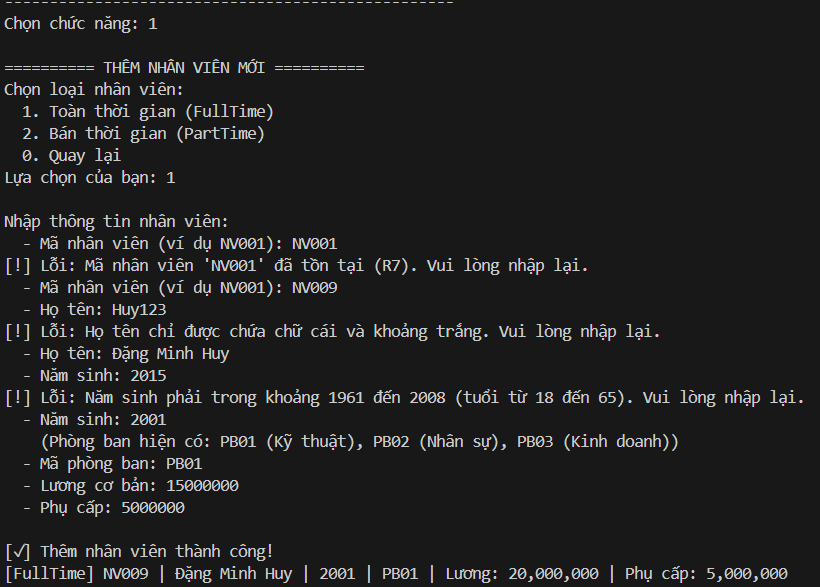 --------------------------------------------------
Chọn chức năng: 1

========== THÊM NHÂN VIÊN MỚI ==========
Chọn loại nhân viên:
  1. Toàn thời gian (FullTime)
  2. Bán thời gian (PartTime)
  0. Quay lại
Lựa chọn của bạn: 1

Nhập thông tin nhân viên:
  - Mã nhân viên (ví dụ NV001): NV001
[!] Lỗi: Mã nhân viên 'NV001' đã tồn tại (R7). Vui lòng nhập lại.
  - Mã nhân viên (ví dụ NV001): NV009
  - Họ tên: Huy123
[!] Lỗi: Họ tên chỉ được chứa chữ cái và khoảng trắng. Vui lòng nhập lại.
  - Họ tên: Đặng Minh Huy
  - Năm sinh: 2015
[!] Lỗi: Năm sinh phải trong khoảng 1961 đến 2008 (tuổi từ 18 đến 65). Vui lòng nhập lại.
  - Năm sinh: 2001
    (Phòng ban hiện có: PB01 (Kỹ thuật), PB02 (Nhân sự), PB03 (Kinh doanh))
  - Mã phòng ban: PB01
  - Lương cơ bản: 15000000
  - Phụ cấp: 5000000

[✓] Thêm nhân viên thành công!
[FullTime] NV009 | Đặng Minh Huy | 2001 | PB01 | Lương: 20,000,000 | Phụ cấp: 5,000,000